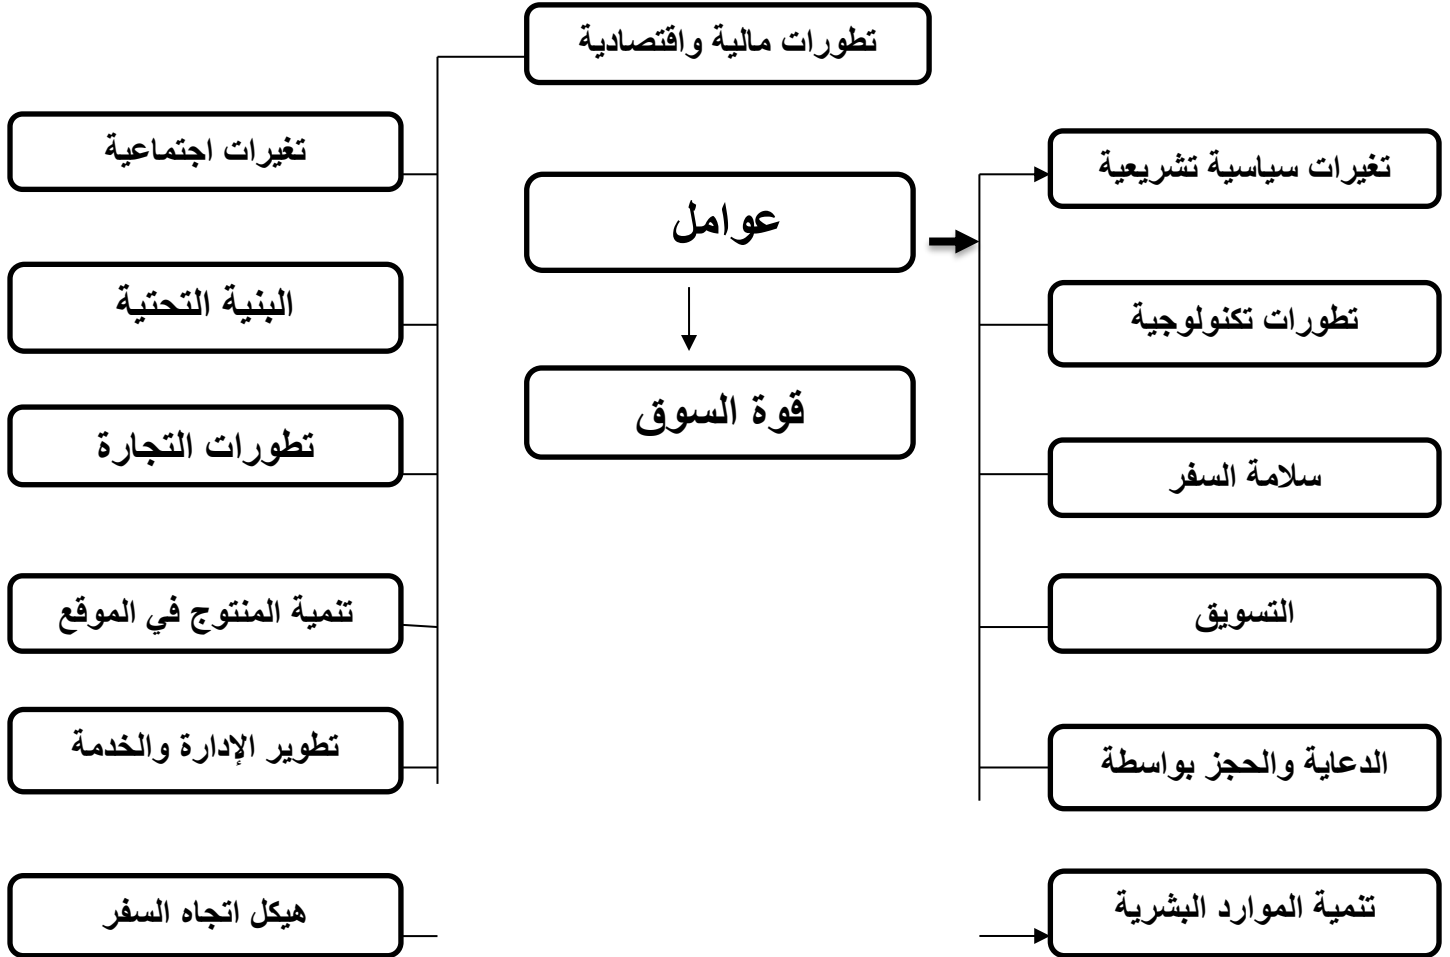 تطورات مالية واقتصادية
تغيرات اجتماعية
تغيرات سياسية تشريعية
عوامل
البنية التحتية
تطورات تكنولوجية
قوة السوق
تطورات التجارة
سلامة السفر
تنمية المنتوج في الموقع
التسويق
تطوير الإدارة والخدمة
الدعاية والحجز بواسطة
هيكل اتجاه السفر
تنمية الموارد البشرية